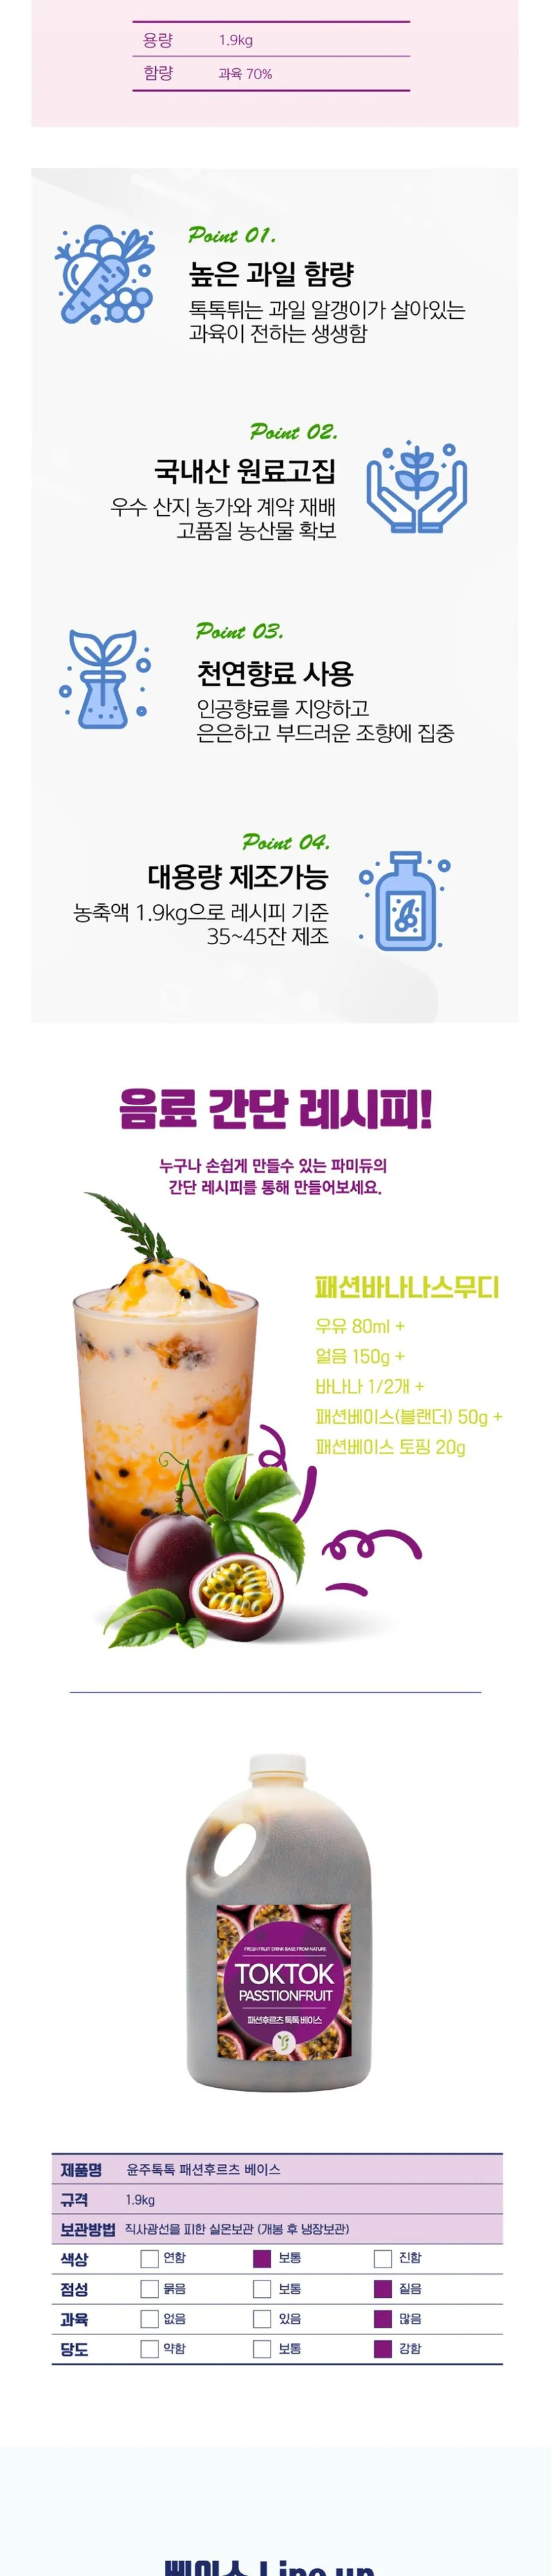 용량 1.9kg
함량 과육 70%
Point 01.
높은 과일 함량
톡톡튀는 과일 알갱이가 살아있는
과육이 전하는 생생함
Point 02.
국내산 원료고집
우수 산지 농가와 계약 재배
고품질 농산물 확보
Point 03.
천연향료 사용
인공향료를 지양하고
은은하고 부드러운 조향에 집중
Point 04.
대용량 제조가능
농축액 1.9kg으로 레시피 기준
35~45잔 제조
음료 간단 레시피!
누구나 손쉽게 만들수 있는 파미듀의
간단 레시피를 통해 만들어보세요.
패션바나나스무디
우유 80ml +
얼음 150g +
바나나 1/2개 +
패션베이스(블랜더) 50g +
패션베이스 토핑 20g
FRESH FRUIT DRINK BASE FROM NATURE
TOKTOK
PASSTIONFRUIT
패션후르츠 톡톡 베이스
제품명 윤주톡톡 패션후르츠 베이스
규격 1.9kg
보관방법 직사광선을 피한 실온보관 (개봉 후 냉장보관)
색상 연함 보통 진함
점성 묽음 보통 질음
과육 없음 있음 많음
당도 약함 보통 강함
베이스 Line up